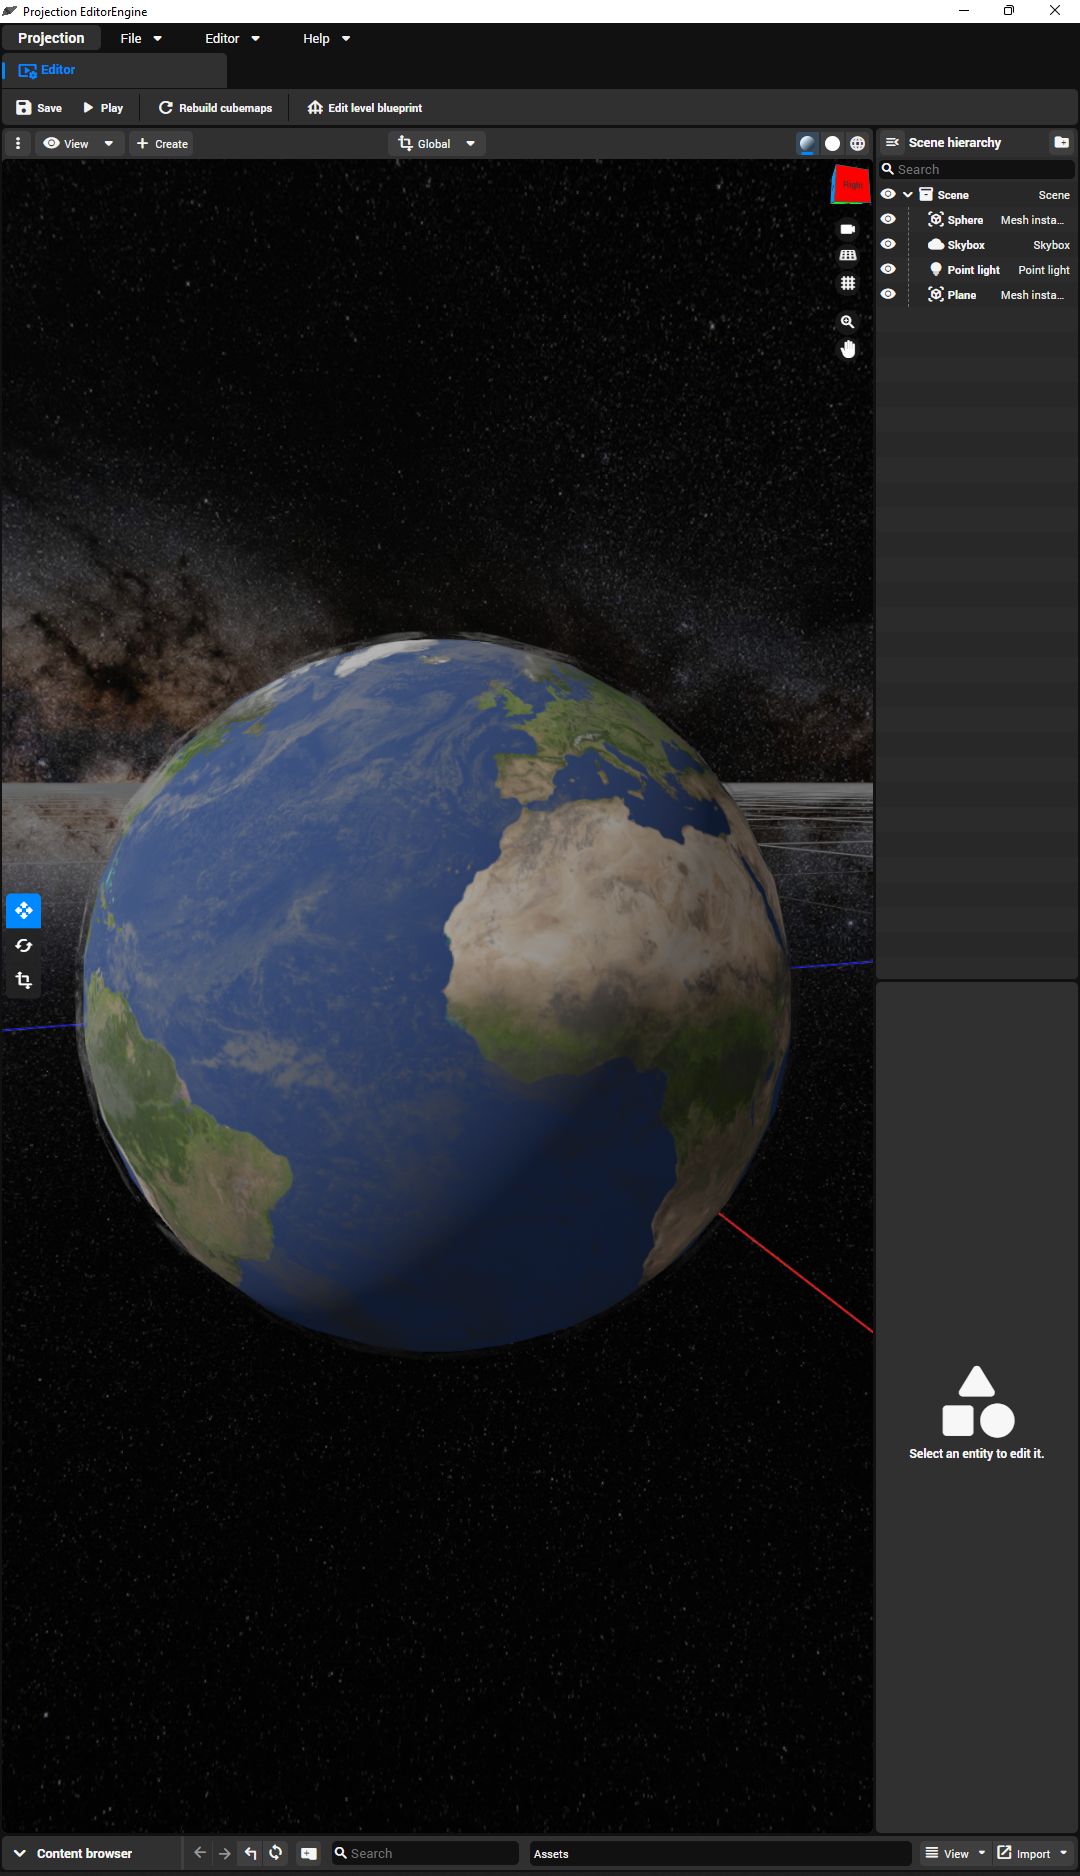 Projection EditorEngine
Projection File Editor Help
Editor
Save Play Rebuild cubemaps Edit level blueprint
View Create Global Scene hierarchy
Search
Right
Scene Scene
Sphere Mesh insta...
Skybox Skybox
Point light Point light
Plane Mesh insta...
Select an entity to edit it.
Content browser Search Assets View Import